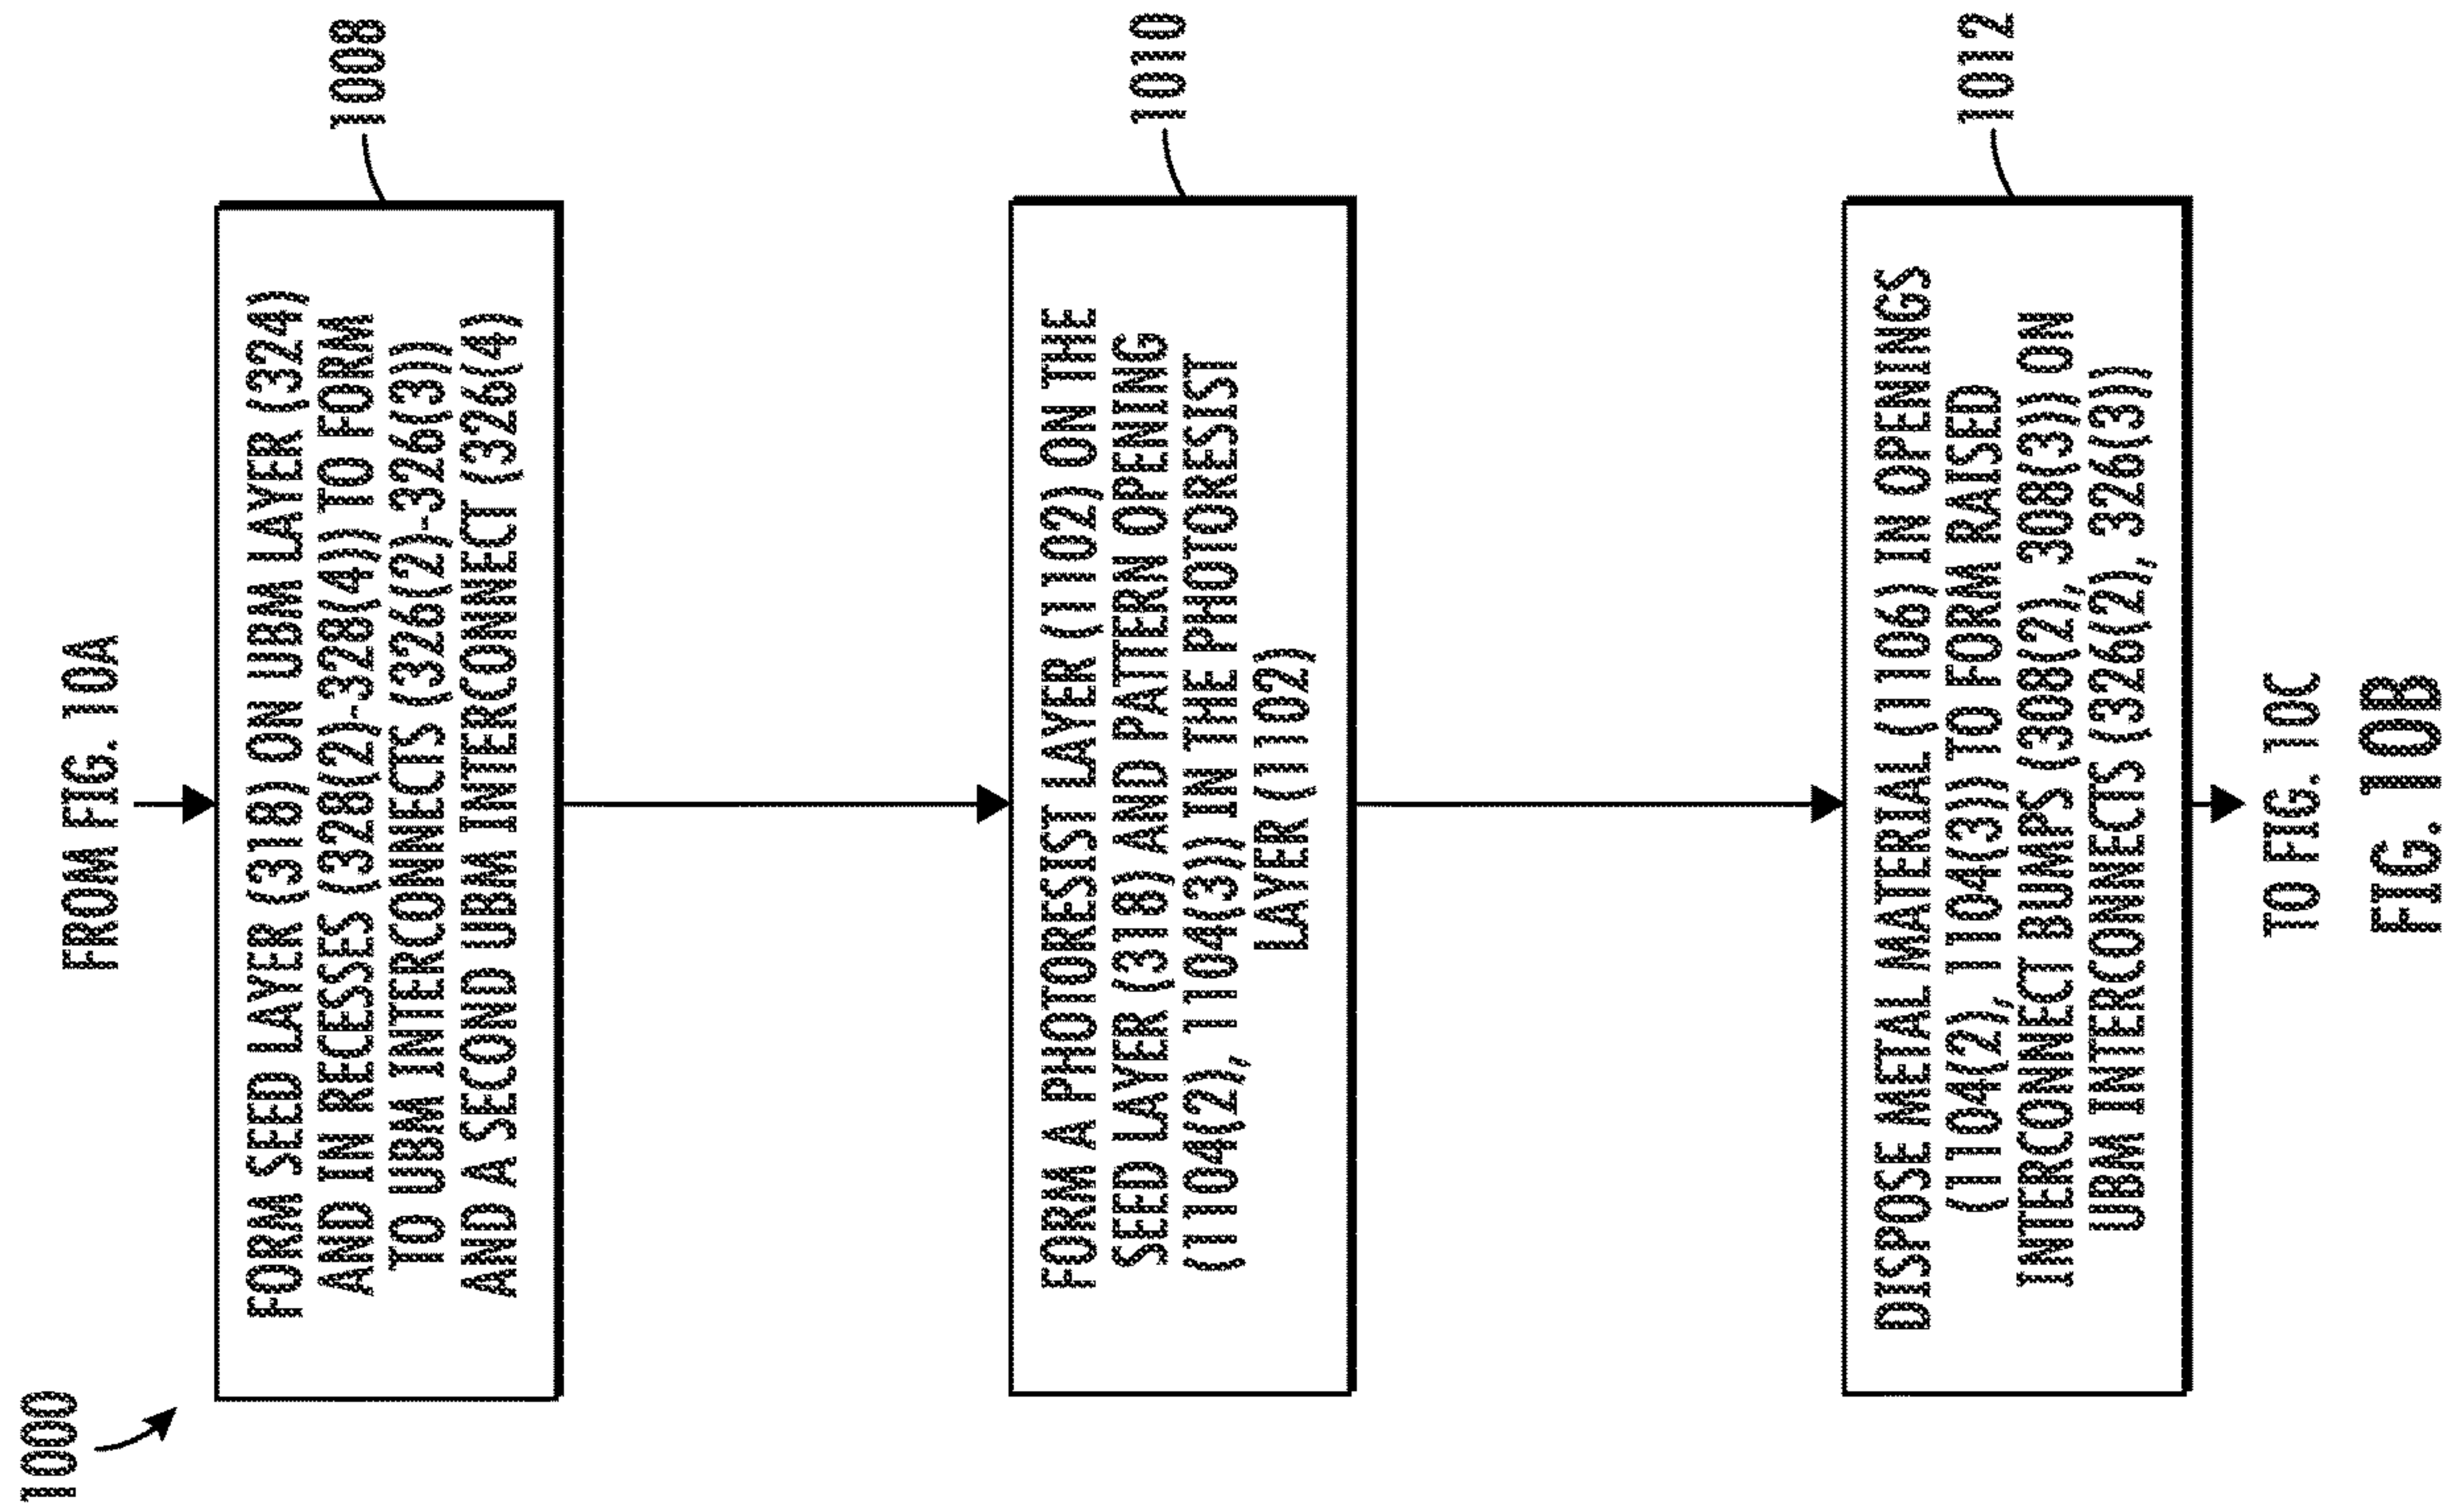 1000
FROM FIG. 10A
FORM SEED LAYER (318) ON UBM LAYER (324)
AND IN RECESSES (328(2)-328(4)) TO FORM
TO UBM INTERCONNECTS (326(2)-326(3))
AND A SECOND UBM INTERCONNECT (326(4)
1008
FORM A PHOTORESIST LAYER (1102) ON THE
SEED LAYER (318) AND PATTERN OPENING
(1104(2), 1104(3)) IN THE PHOTORESIST
LAYER (1102)
1010
DISPOSE METAL MATERIAL (1106) IN OPENINGS
(1104(2), 1104(3)) TO FORM RAISED
INTERCONNECT BUMPS (308(2), 308(3)) ON
UBM INTERCONNECTS (326(2), 326(3))
1012
TO FIG. 10C
FIG. 10B